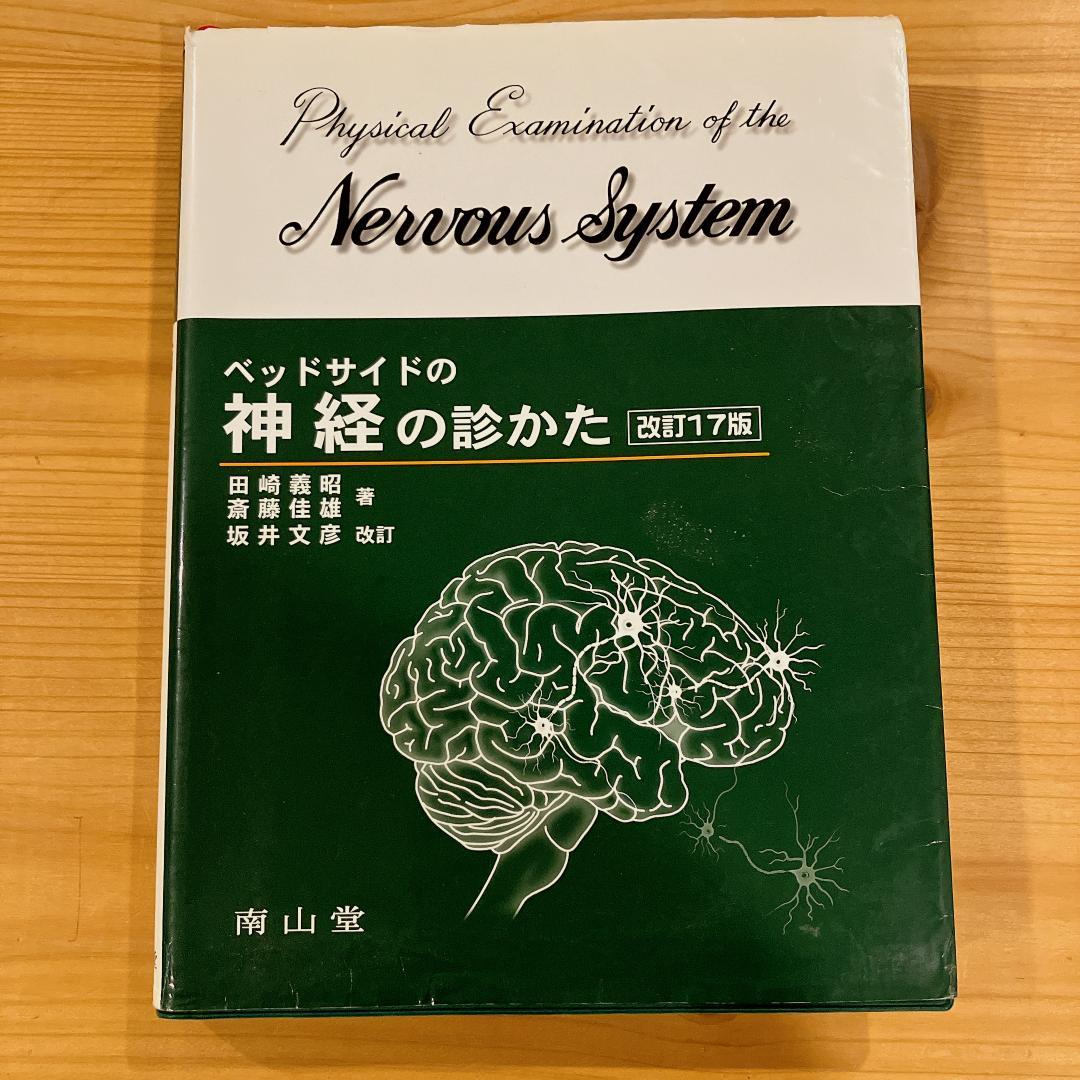 Physical Examination of the
Nervous System
ベッドサイドの
神経の診かた 改訂17版
田崎義昭
斎藤佳雄 著
坂井文彦 改訂
南山堂